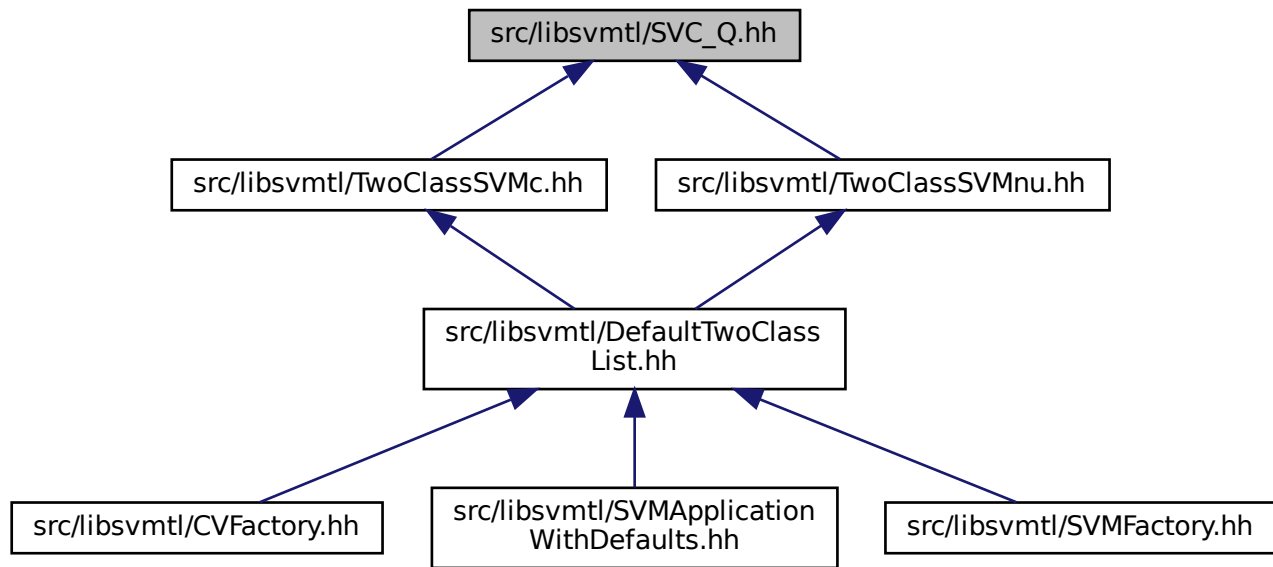 src/libsvmtl/SVC_Q.hh
src/libsvmtl/TwoClassSVMc.hh
src/libsvmtl/TwoClassSVMnu.hh
src/libsvmtl/DefaultTwoClass
List.hh
src/libsvmtl/CVFactory.hh
src/libsvmtl/SVMApplication
WithDefaults.hh
src/libsvmtl/SVMFactory.hh